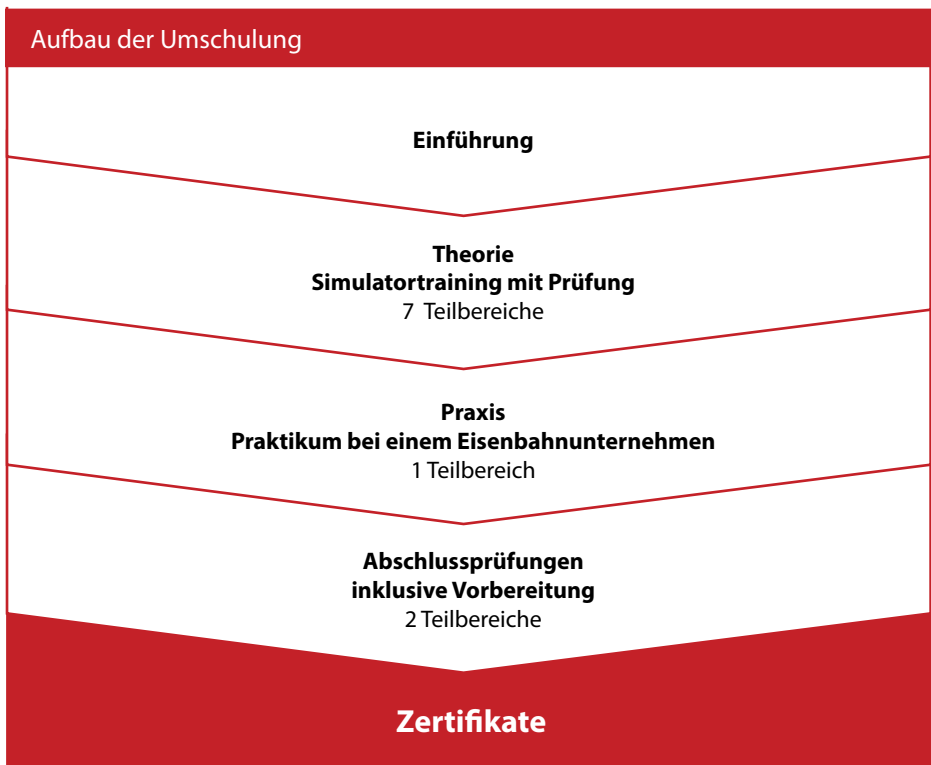 Aufbau der Umschulung
Einführung
Theorie
Simulatortraining mit Prüfung
7 Teilbereiche
Praxis
Praktikum bei einem Eisenbahnunternehmen
1 Teilbereich
Abschlussprüfungen
inklusive Vorbereitung
2 Teilbereiche
Zertifikate